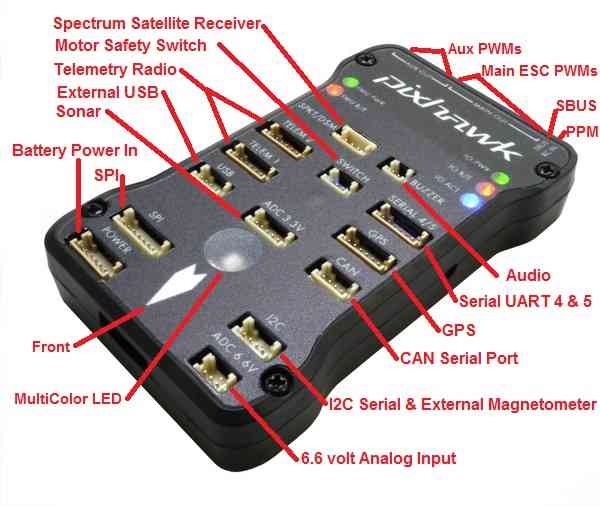 Spectrum Satellite Receiver
Motor Safety Switch
Telemetry Radio
External USB
Sonar
Battery Power In
SPI
Aux PWMs
Main ESC PWMs
SBUS
PPM
pixhawk
SPKT/DSM
TELEM 1
USB
SWITCH
BUZZER
SPI
POWER
ADC 3.3V
SERIAL 4/5
GPS
CAN
I2C
ADC 6.6V
Audio
Serial UART 4 & 5
GPS
CAN Serial Port
Front
MultiColor LED
I2C Serial & External Magnetometer
6.6 volt Analog Input